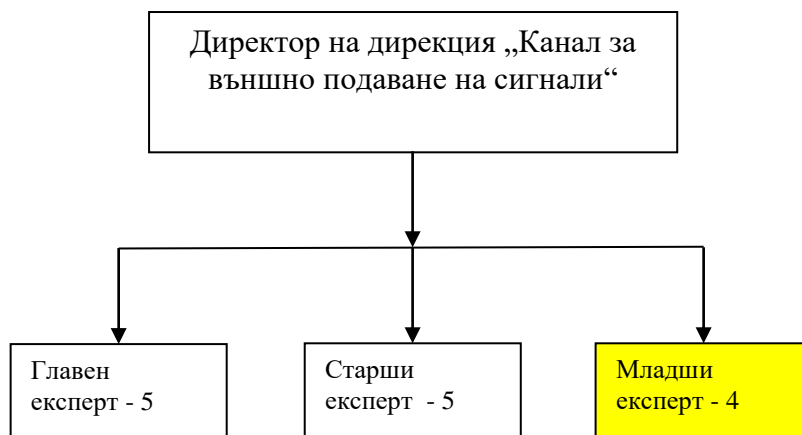 Директор на дирекция „Канал за
външно подаване на сигнали“
Главен
експерт - 5
Старши
експерт - 5
Младши
експерт - 4